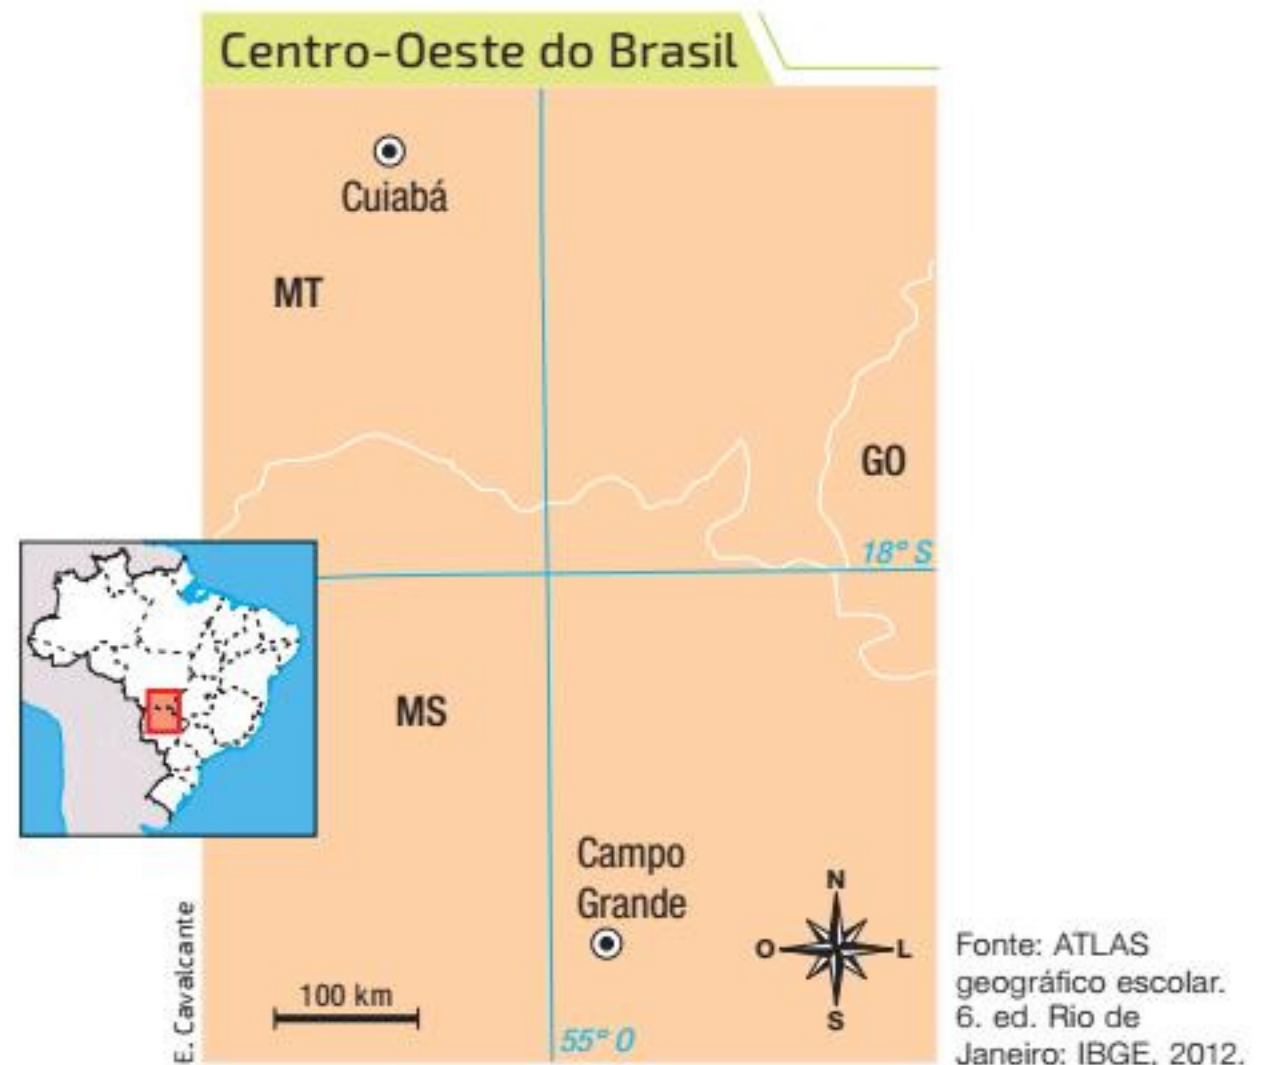 Centro-Oeste do Brasil
Cuiabá
MT
GO
18° S
MS
Campo
Grande
N
O
L
S
100 km
55° O
E. Cavalcante
Fonte: ATLAS
geográfico escolar.
6. ed. Rio de
Janeiro: IBGE, 2012.